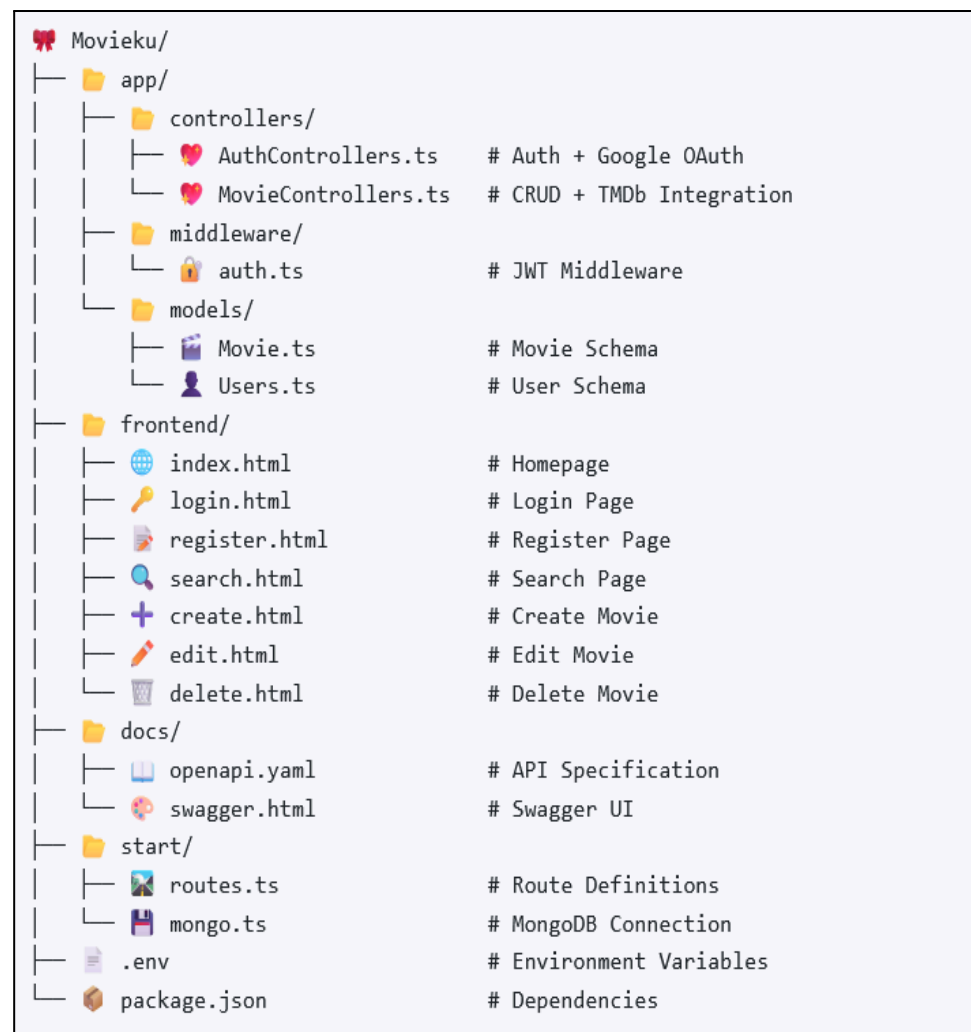 🎀 Movieku/
├── 📁 app/
│   ├── 📁 controllers/
│   │   ├── 💖 AuthControllers.ts    # Auth + Google OAuth
│   │   └── 💖 MovieControllers.ts   # CRUD + TMDb Integration
│   ├── 📁 middleware/
│   │   └── 🔐 auth.ts               # JWT Middleware
│   └── 📁 models/
│       ├── 🎬 Movie.ts              # Movie Schema
│       └── 👤 Users.ts              # User Schema
├── 📁 frontend/
│   ├── 🌐 index.html                # Homepage
│   ├── 🔑 login.html                # Login Page
│   ├── 📝 register.html             # Register Page
│   ├── 🔍 search.html               # Search Page
│   ├── ➕ create.html               # Create Movie
│   ├── ✏️ edit.html                 # Edit Movie
│   └── 🗑️ delete.html               # Delete Movie
├── 📁 docs/
│   ├── 📖 openapi.yaml              # API Specification
│   └── 🎨 swagger.html              # Swagger UI
├── 📁 start/
│   ├── 🛣️ routes.ts                 # Route Definitions
│   └── 💾 mongo.ts                  # MongoDB Connection
├── 📄 .env                          # Environment Variables
└── 📦 package.json                  # Dependencies